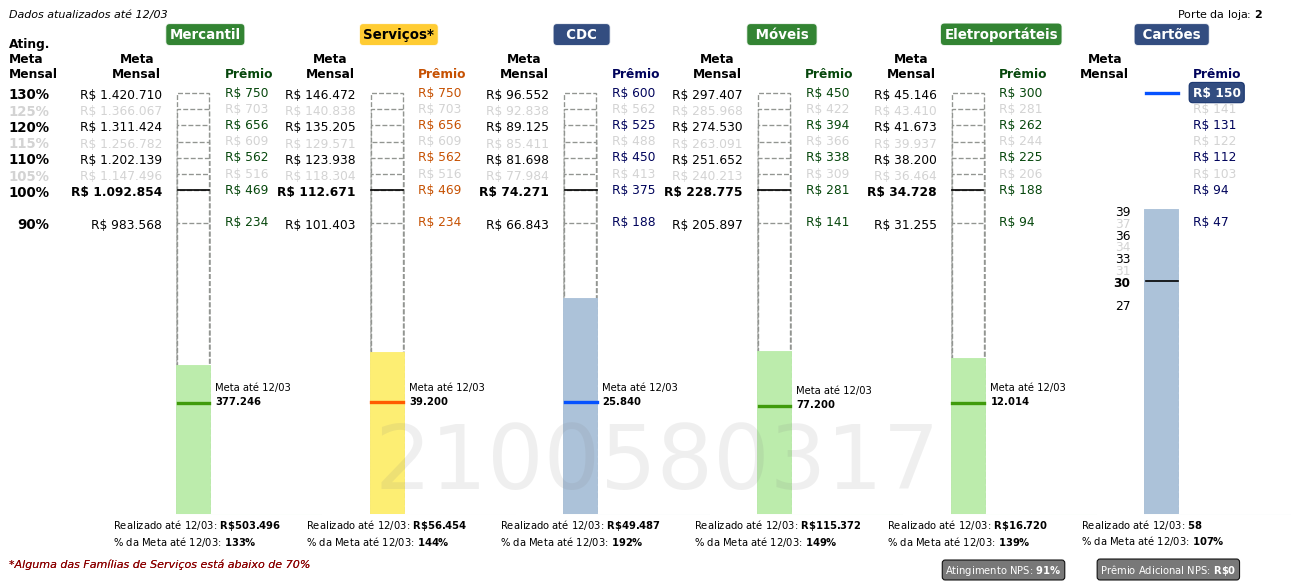 Dados atualizados até 12/03
Porte da loja: 2
Mercantil Serviços* CDC Móveis Eletroportáteis Cartões
Ating.
Meta
Mensal
Meta
Mensal Prêmio Meta
Mensal Prêmio Meta
Mensal Prêmio Meta
Mensal Prêmio Meta
Mensal Prêmio Meta
Mensal Prêmio
130% R$ 1.420.710 R$ 750 R$ 146.472 R$ 750 R$ 96.552 R$ 600 R$ 297.407 R$ 450 R$ 45.146 R$ 300 R$ 150
125% R$ 1.366.067 R$ 703 R$ 140.838 R$ 703 R$ 92.838 R$ 562 R$ 285.968 R$ 422 R$ 43.410 R$ 281 R$ 141
120% R$ 1.311.424 R$ 656 R$ 135.205 R$ 656 R$ 89.125 R$ 525 R$ 274.530 R$ 394 R$ 41.673 R$ 262 R$ 131
115% R$ 1.256.782 R$ 609 R$ 129.571 R$ 609 R$ 85.411 R$ 488 R$ 263.091 R$ 366 R$ 39.937 R$ 244 R$ 122
110% R$ 1.202.139 R$ 562 R$ 123.938 R$ 562 R$ 81.698 R$ 450 R$ 251.652 R$ 338 R$ 38.200 R$ 225 R$ 112
105% R$ 1.147.496 R$ 516 R$ 118.304 R$ 516 R$ 77.984 R$ 413 R$ 240.213 R$ 309 R$ 36.464 R$ 206 R$ 103
100% R$ 1.092.854 R$ 469 R$ 112.671 R$ 469 R$ 74.271 R$ 375 R$ 228.775 R$ 281 R$ 34.728 R$ 188 R$ 94
90% R$ 983.568 R$ 234 R$ 101.403 R$ 234 R$ 66.843 R$ 188 R$ 205.897 R$ 141 R$ 31.255 R$ 94 R$ 47
39
37
36
34
33
31
30
27
Meta até 12/03
377.246
Meta até 12/03
39.200
Meta até 12/03
25.840
Meta até 12/03
77.200
Meta até 12/03
12.014
2100580317
Realizado até 12/03: R$503.496
% da Meta até 12/03: 133%
Realizado até 12/03: R$56.454
% da Meta até 12/03: 144%
Realizado até 12/03: R$49.487
% da Meta até 12/03: 192%
Realizado até 12/03: R$115.372
% da Meta até 12/03: 149%
Realizado até 12/03: R$16.720
% da Meta até 12/03: 139%
Realizado até 12/03: 58
% da Meta até 12/03: 107%
*Alguma das Famílias de Serviços está abaixo de 70%
Atingimento NPS: 91%
Prêmio Adicional NPS: R$0